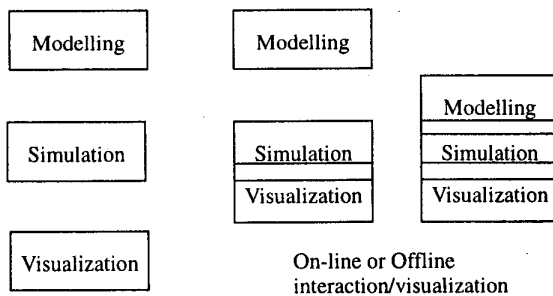 Modelling
Modelling
Modelling
Simulation
Simulation
Simulation
Visualization
Visualization
Visualization
On-line or Offline
interaction/visualization